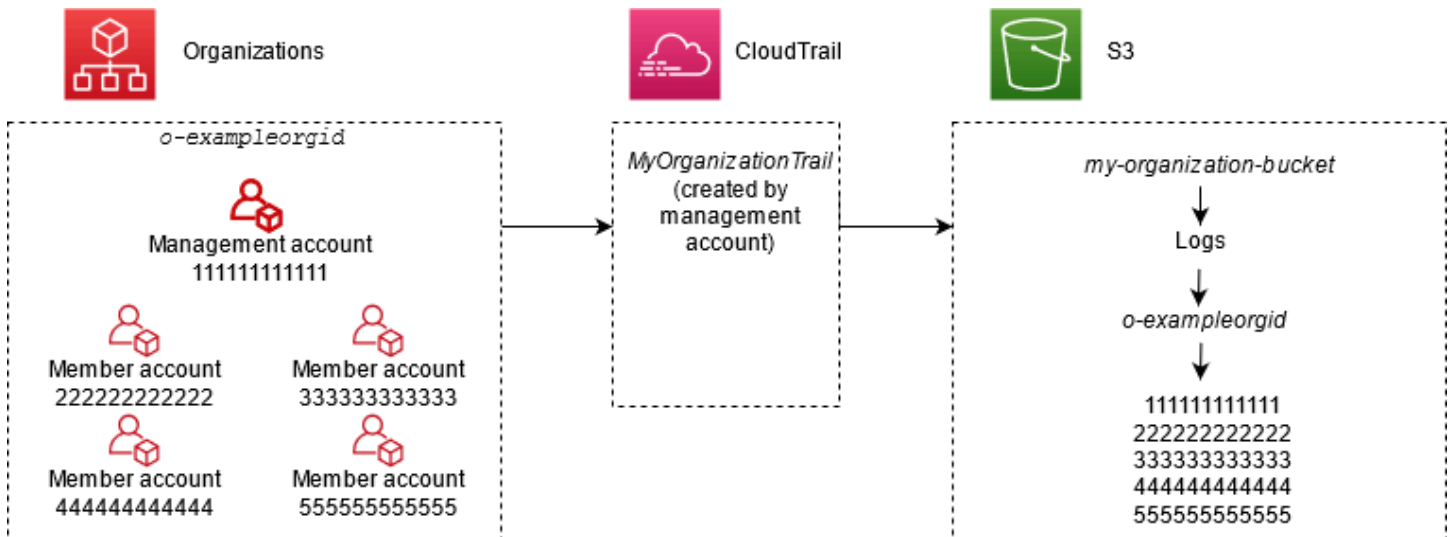 Organizations
CloudTrail
S3
o-exampleorgid
Management account
111111111111
Member account
222222222222
Member account
333333333333
Member account
444444444444
Member account
555555555555
MyOrganizationTrail
(created by
management
account)
my-organization-bucket
Logs
o-exampleorgid
111111111111
222222222222
333333333333
444444444444
555555555555